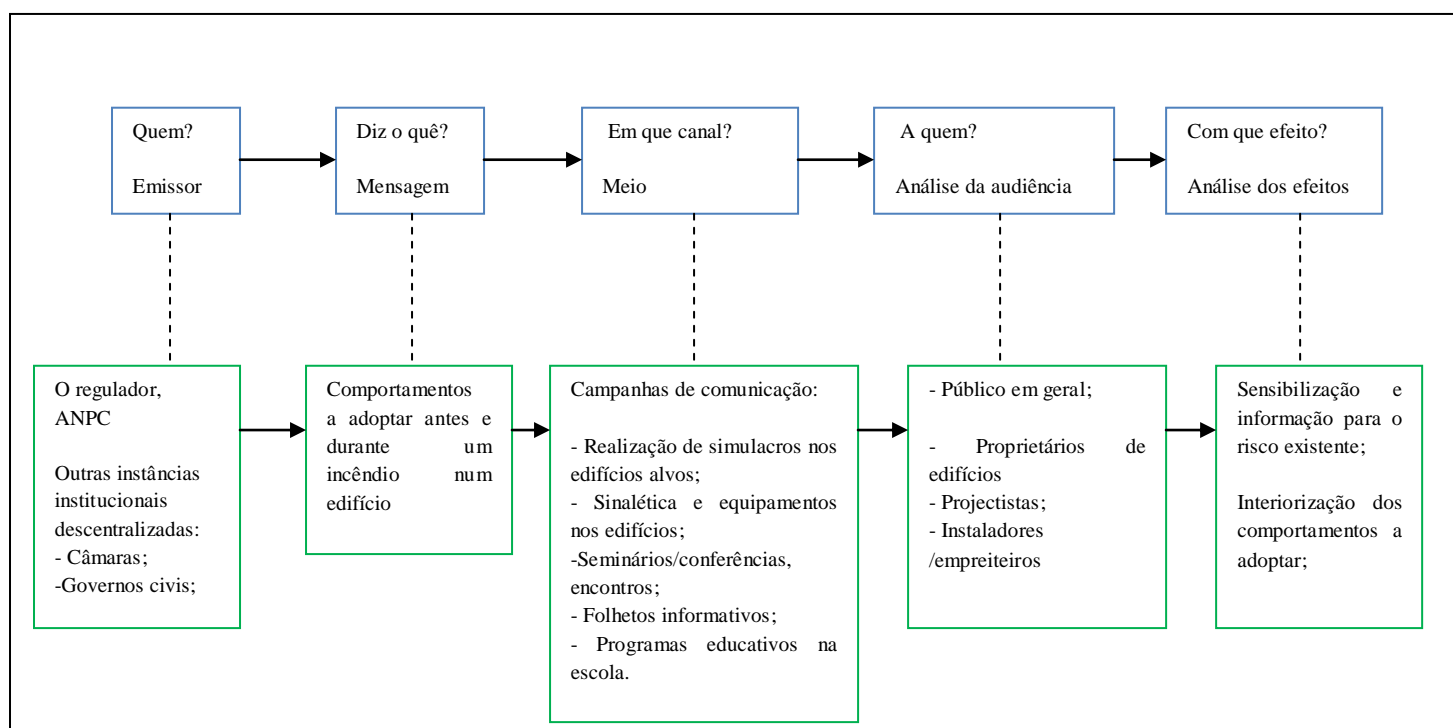 Quem?
Emissor
Diz o quê?
Mensagem
Em que canal?
Meio
A quem?
Análise da audiência
Com que efeito?
Análise dos efeitos
O regulador,
ANPC
Outras instâncias
institucionais
descentralizadas:
- Câmaras;
-Governos civis;
Comportamentos
a adoptar antes e
durante um
incêndio num
edifício
Campanhas de comunicação:
- Realização de simulacros nos
edifícios alvos;
- Sinalética e equipamentos
nos edifícios;
-Seminários/conferências,
encontros;
- Folhetos informativos;
- Programas educativos na
escola.
- Público em geral;
- Proprietários de
edifícios
- Projectistas;
- Instaladores
/empreiteiros
Sensibilização e
informação para o
risco existente;
Interiorização dos
comportamentos a
adoptar;